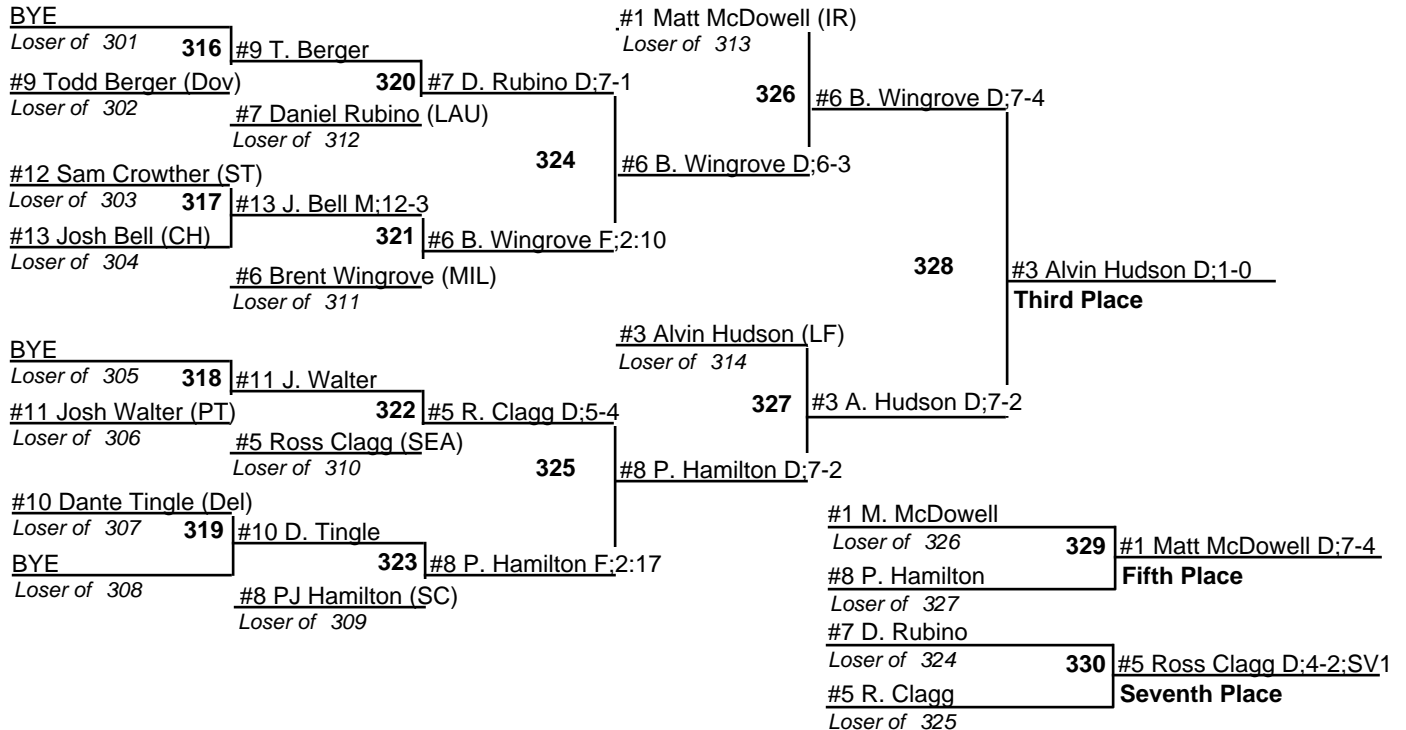 BYE
Loser of 301
316
#9 T. Berger
#9 Todd Berger (Dov)
Loser of 302
320
#7 D. Rubino D;7-1
#7 Daniel Rubino (LAU)
Loser of 312
324
#12 Sam Crowther (ST)
Loser of 303
317
#13 J. Bell M;12-3
#13 Josh Bell (CH)
Loser of 304
321
#6 B. Wingrove F;2:10
#6 Brent Wingrove (MIL)
Loser of 311
#1 Matt McDowell (IR)
Loser of 313
326
#6 B. Wingrove D;7-4
#6 B. Wingrove D;6-3
328
#3 Alvin Hudson D;1-0
Third Place
BYE
Loser of 305
318
#11 J. Walter
#11 Josh Walter (PT)
Loser of 306
322
#5 R. Clagg D;5-4
#5 Ross Clagg (SEA)
Loser of 310
325
#10 Dante Tingle (Del)
Loser of 307
319
#10 D. Tingle
BYE
Loser of 308
323
#8 P. Hamilton F;2:17
#8 PJ Hamilton (SC)
Loser of 309
#3 Alvin Hudson (LF)
Loser of 314
327
#3 A. Hudson D;7-2
#8 P. Hamilton D;7-2
#1 M. McDowell
Loser of 326
329
#1 Matt McDowell D;7-4
Fifth Place
#8 P. Hamilton
Loser of 327
#7 D. Rubino
Loser of 324
330
#5 Ross Clagg D;4-2;SV1
Seventh Place
#5 R. Clagg
Loser of 325